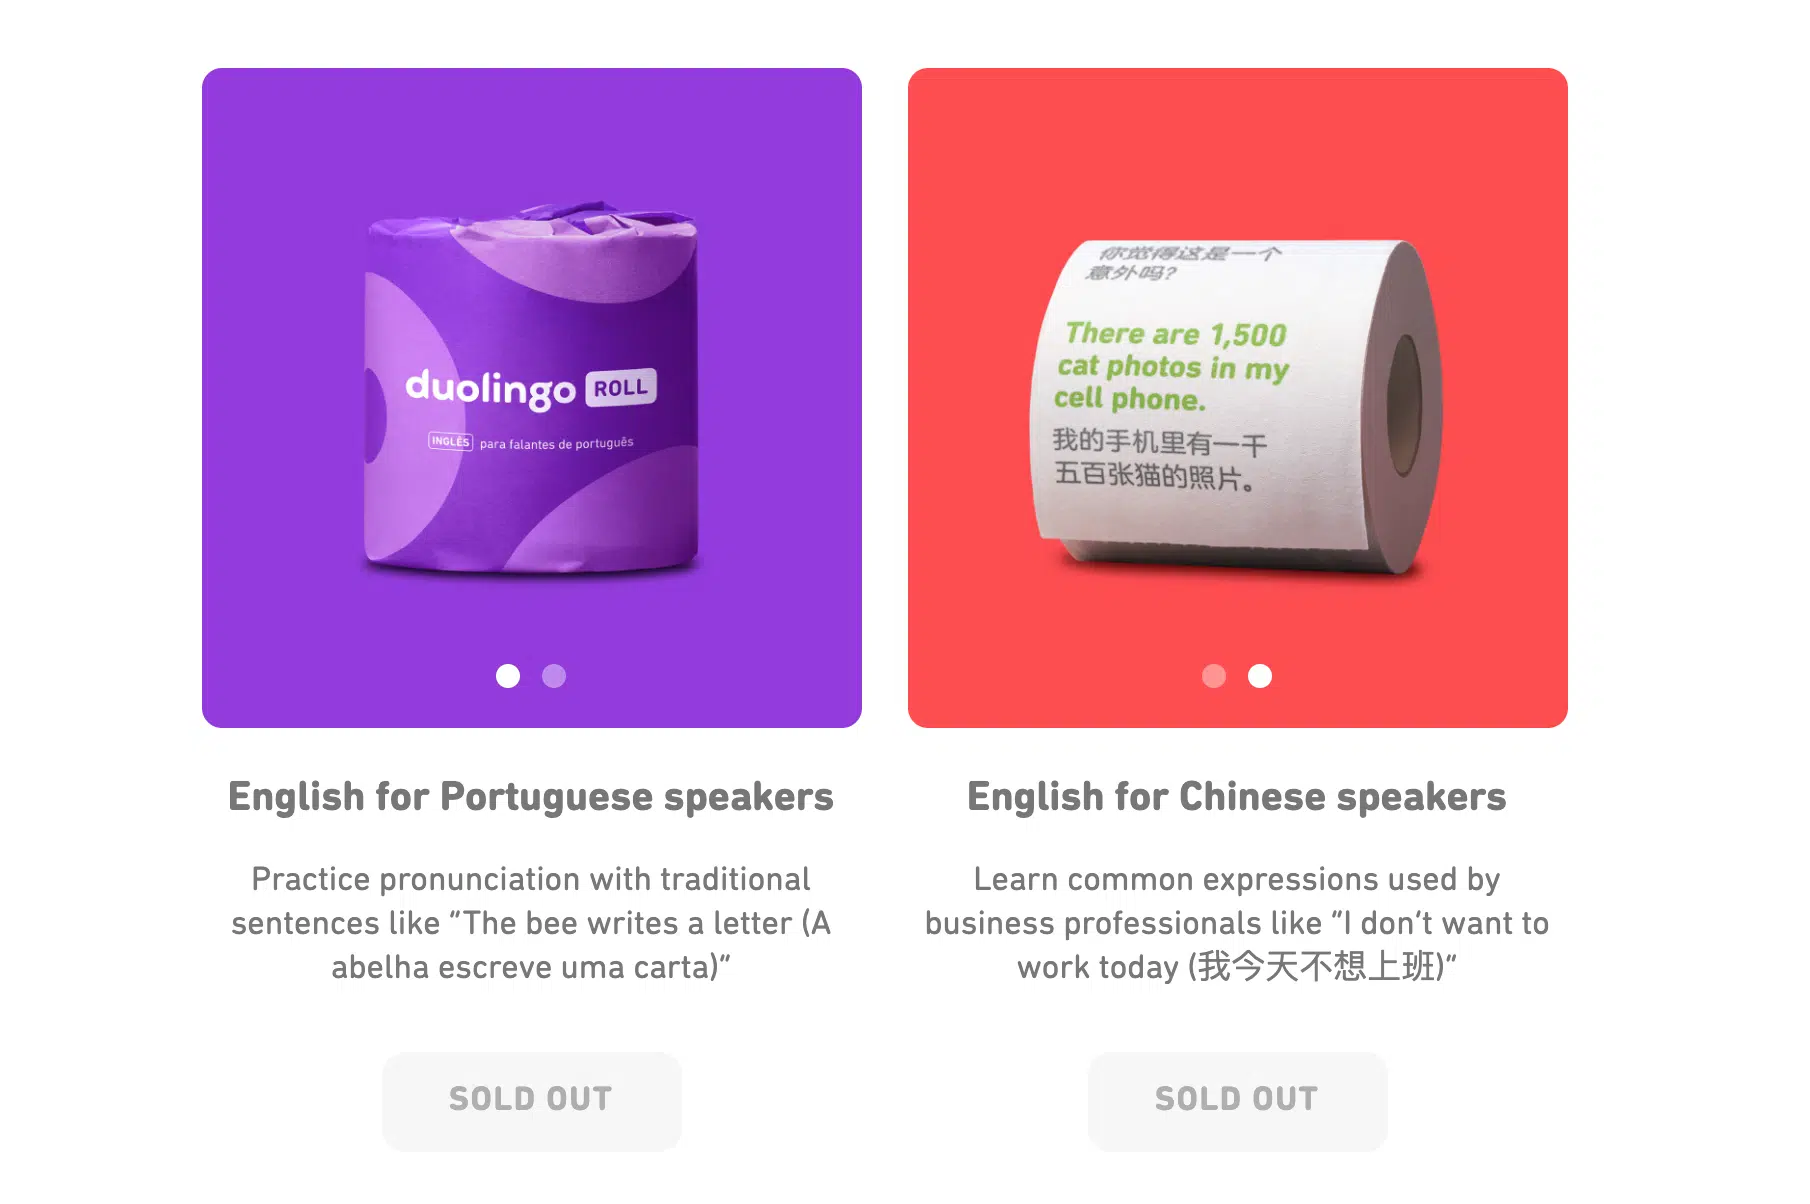 duolingo ROLL
INGLÊS para falantes de português
English for Portuguese speakers
Practice pronunciation with traditional
sentences like “The bee writes a letter (A
abelha escreve uma carta)”
SOLD OUT
你觉得这是一个
意外吗?
There are 1,500
cat photos in my
cell phone.
我的手机里有一千
五百张猫的照片。
English for Chinese speakers
Learn common expressions used by
business professionals like “I don’t want to
work today (我今天不想上班)”
SOLD OUT